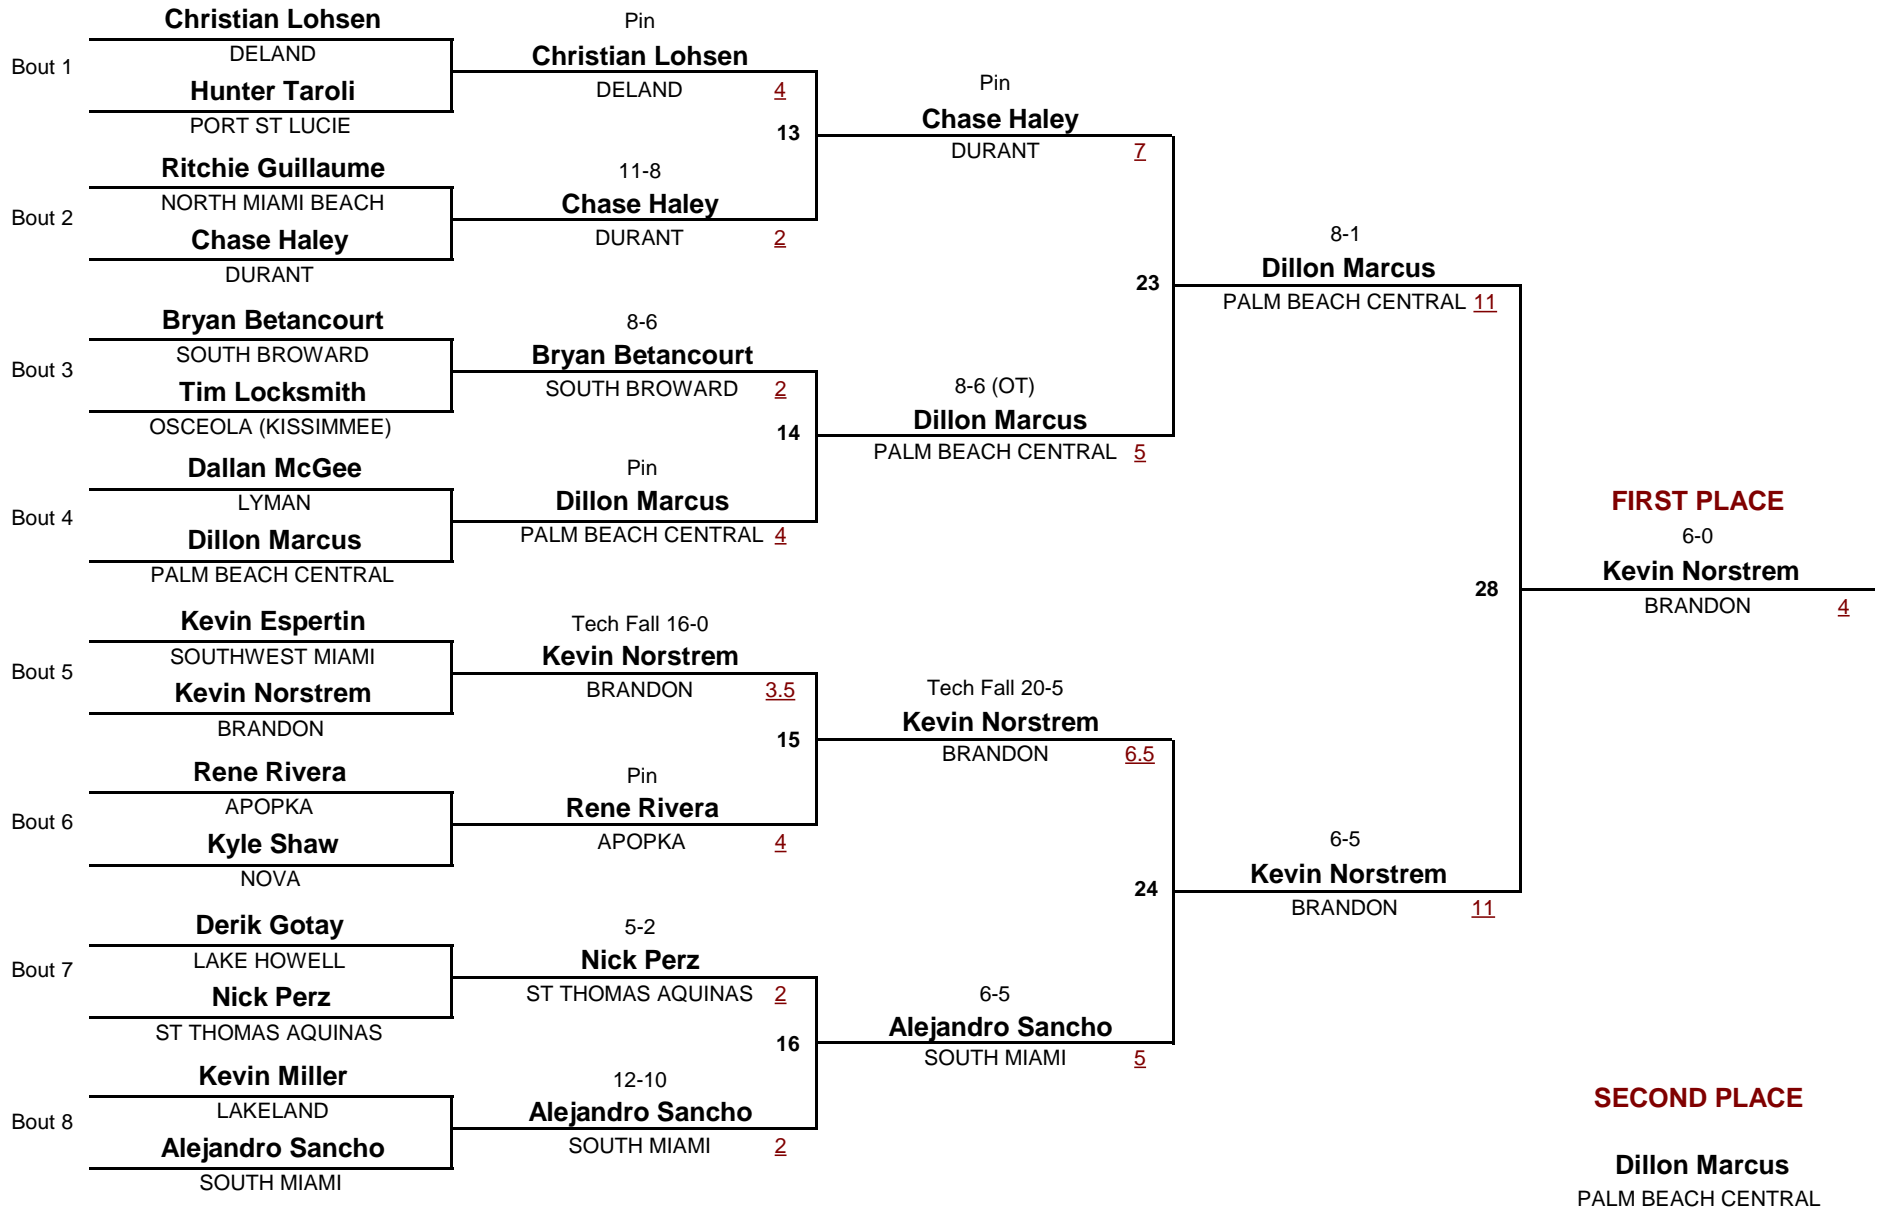 Christian Lohsen
Bout 1
DELAND
Hunter Taroli
PORT ST LUCIE
Ritchie Guillaume
Bout 2
NORTH MIAMI BEACH
Chase Haley
DURANT
Bryan Betancourt
Bout 3
SOUTH BROWARD
Tim Locksmith
OSCEOLA (KISSIMMEE)
Dallan McGee
Bout 4
LYMAN
Dillon Marcus
PALM BEACH CENTRAL
Kevin Espertin
Bout 5
SOUTHWEST MIAMI
Kevin Norstrem
BRANDON
Rene Rivera
Bout 6
APOPKA
Kyle Shaw
NOVA
Derik Gotay
Bout 7
LAKE HOWELL
Nick Perz
ST THOMAS AQUINAS
Kevin Miller
Bout 8
LAKELAND
Alejandro Sancho
SOUTH MIAMI
Pin
Christian Lohsen
DELAND 4
13
11-8
Chase Haley
DURANT 2
8-6
Bryan Betancourt
SOUTH BROWARD 2
14
Pin
Dillon Marcus
PALM BEACH CENTRAL 4
Tech Fall 16-0
Kevin Norstrem
BRANDON 3.5
15
Pin
Rene Rivera
APOPKA 4
5-2
Nick Perz
ST THOMAS AQUINAS 2
16
12-10
Alejandro Sancho
SOUTH MIAMI 2
Pin
Chase Haley
DURANT 7
23
8-6 (OT)
Dillon Marcus
PALM BEACH CENTRAL 5
Tech Fall 20-5
Kevin Norstrem
BRANDON 6.5
24
6-5
Alejandro Sancho
SOUTH MIAMI 5
8-1
Dillon Marcus
PALM BEACH CENTRAL 11
28
6-5
Kevin Norstrem
BRANDON 11
FIRST PLACE
6-0
Kevin Norstrem
BRANDON 4
SECOND PLACE
Dillon Marcus
PALM BEACH CENTRAL